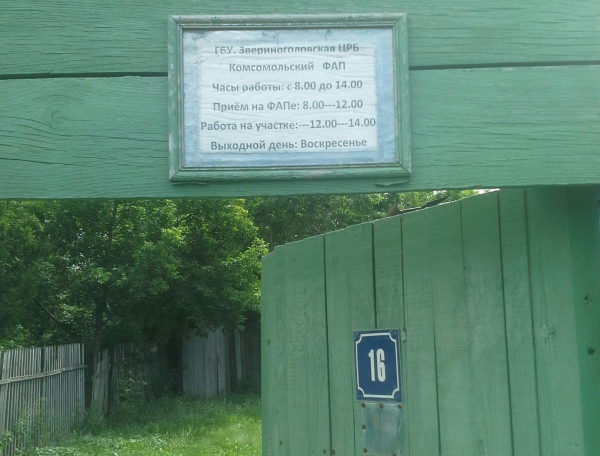 ГБУ. Звериноголовская ЦРБ
Комсомольский ФАП
Часы работы: с 8.00 до 14.00
Приём на ФАПе: 8.00---12.00
Работа на участке:---12.00---14.00
Выходной день: Воскресенье
16